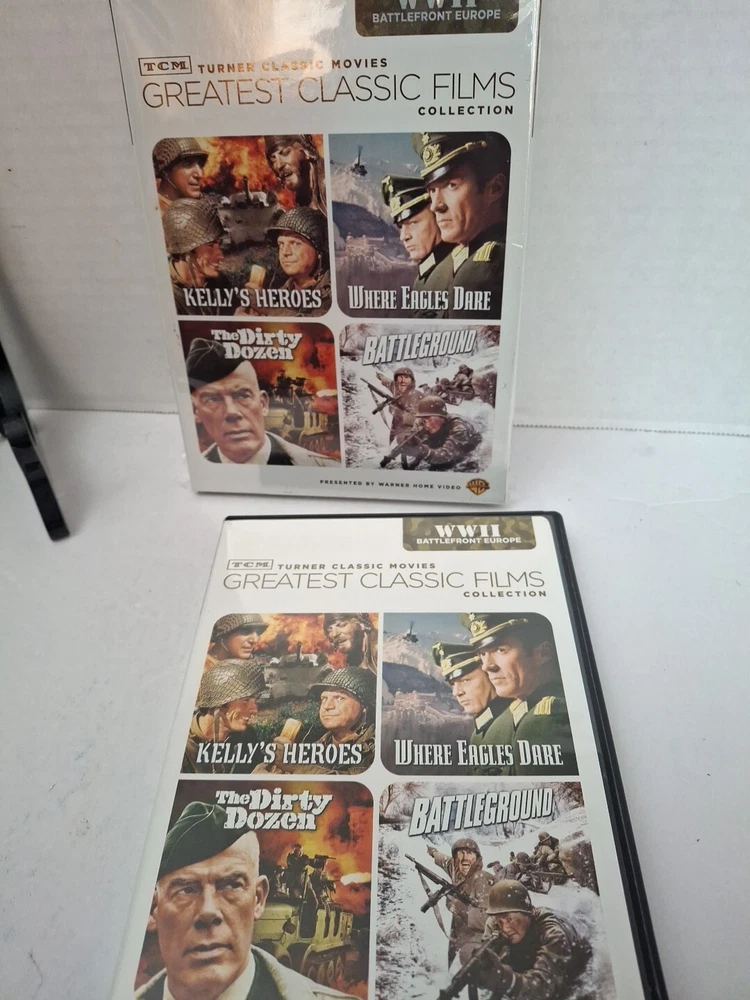 WWII
BATTLEFRONT EUROPE
TCM TURNER CLASSIC MOVIES
GREATEST CLASSIC FILMS
COLLECTION
KELLY'S HEROES
WHERE EAGLES DARE
The Dirty
Dozen
BATTLEGROUND
PRESENTED BY WARNER HOME VIDEO
WWII
BATTLEFRONT EUROPE
TCM TURNER CLASSIC MOVIES
GREATEST CLASSIC FILMS
COLLECTION
KELLY'S HEROES
WHERE EAGLES DARE
The Dirty
Dozen
BATTLEGROUND